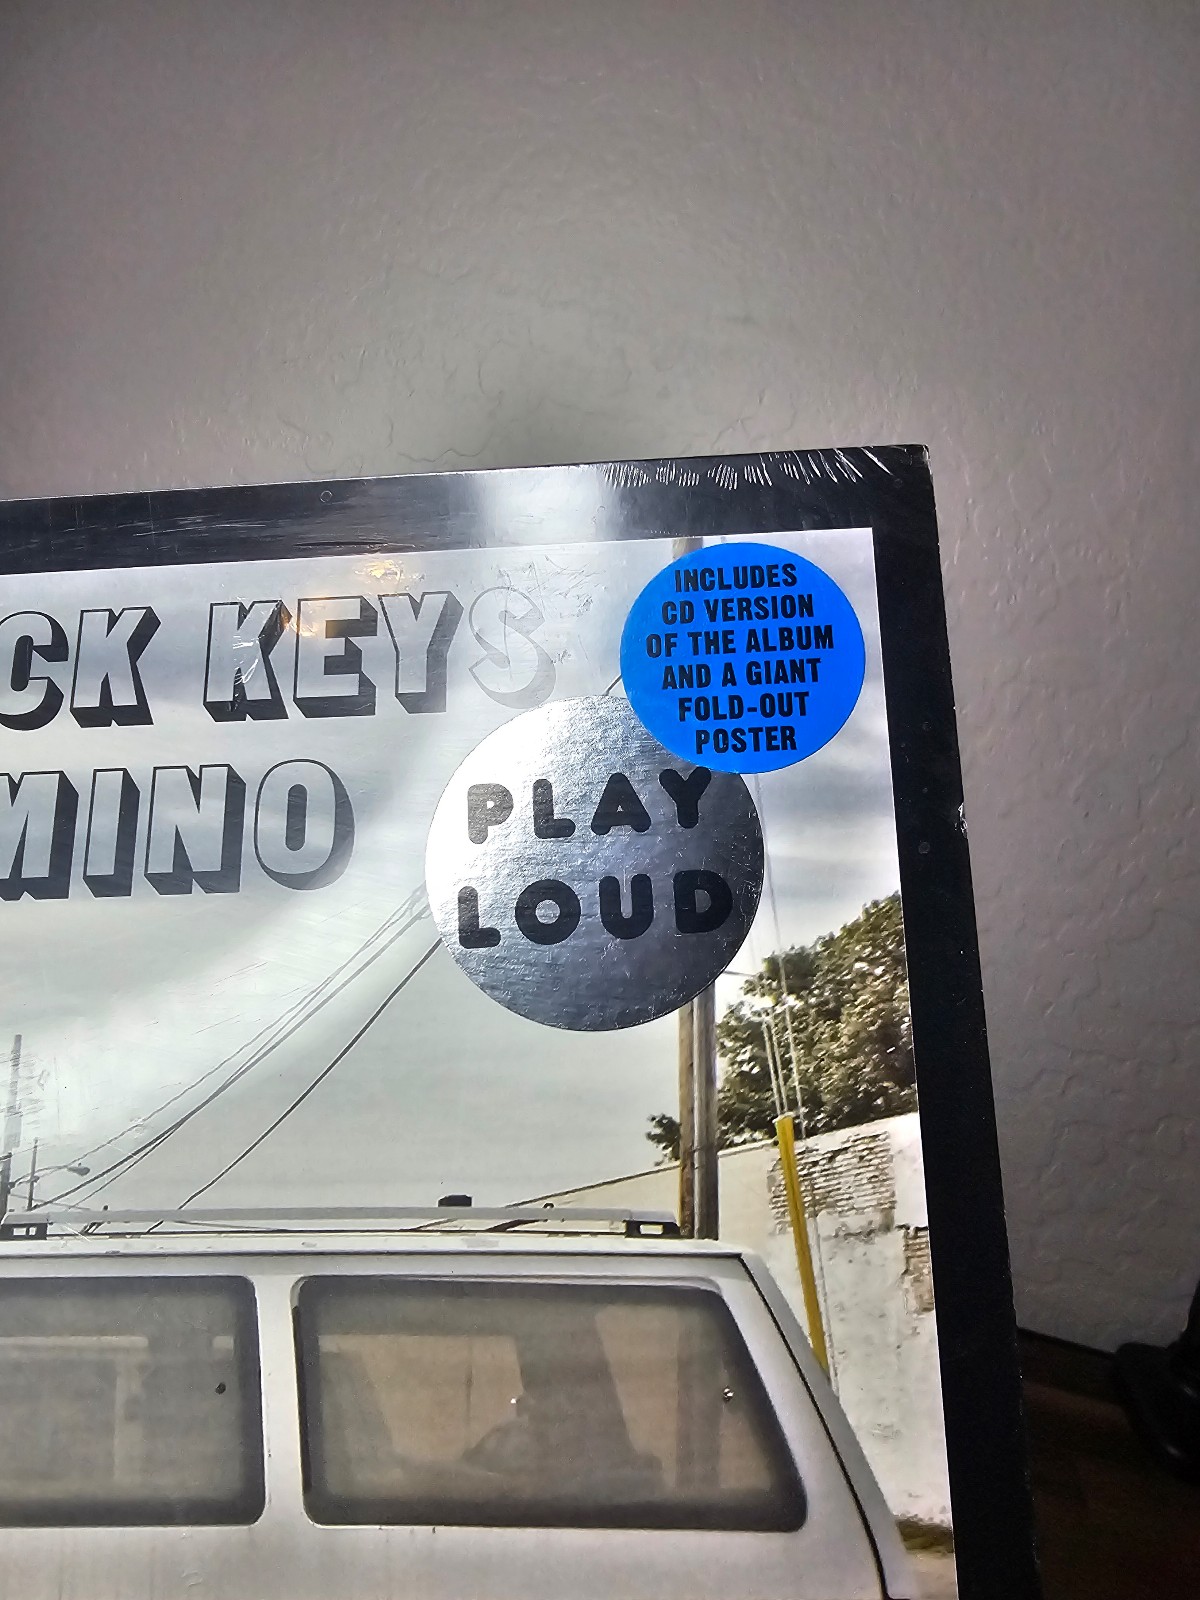 CK KEYS
MINO
INCLUDES
CD VERSION
OF THE ALBUM
AND A GIANT
FOLD-OUT
POSTER
PLAY
LOUD